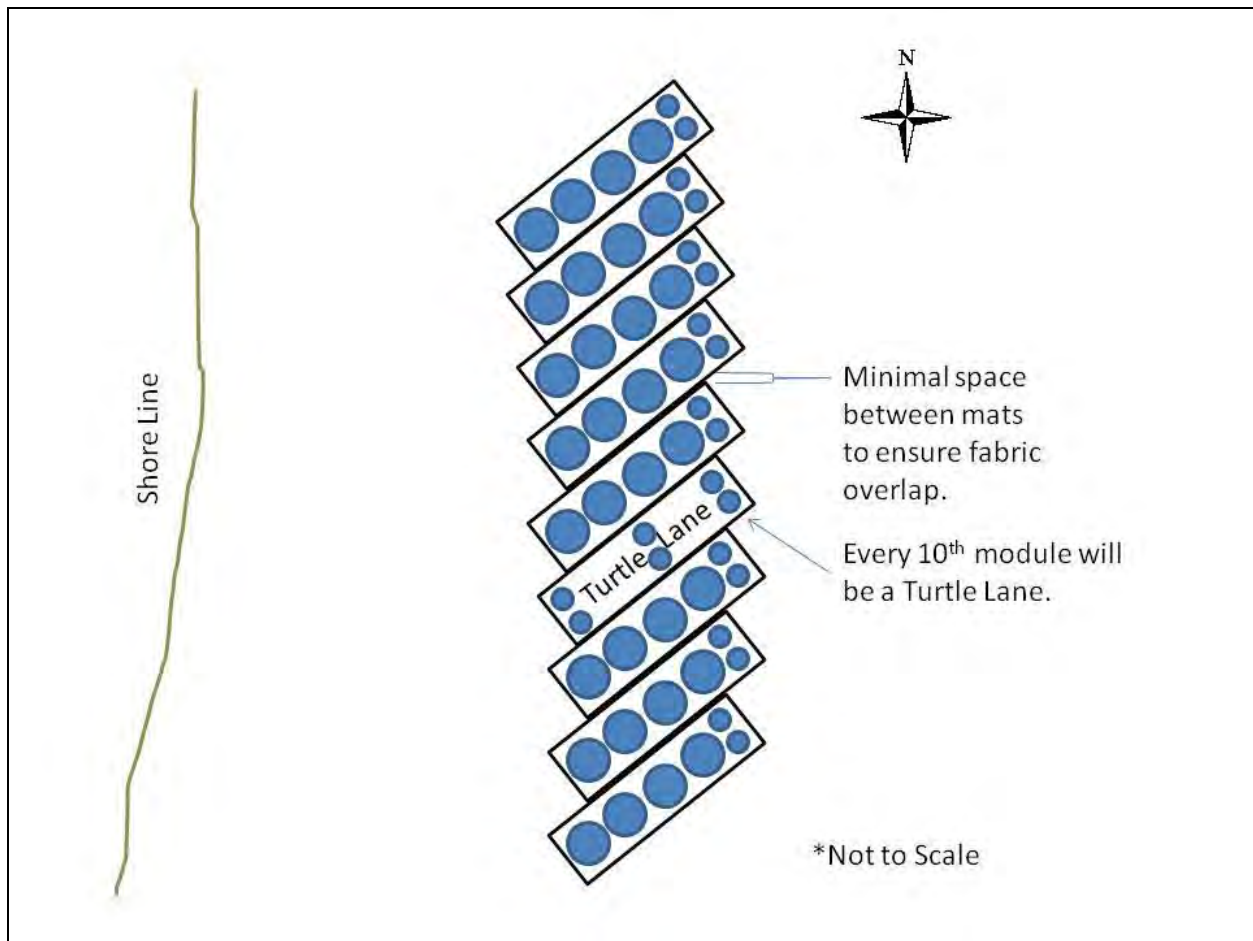 N
Shore Line
Minimal space
between mats
to ensure fabric
overlap.
Turtle Lane
Every 10th module will
be a Turtle Lane.
*Not to Scale